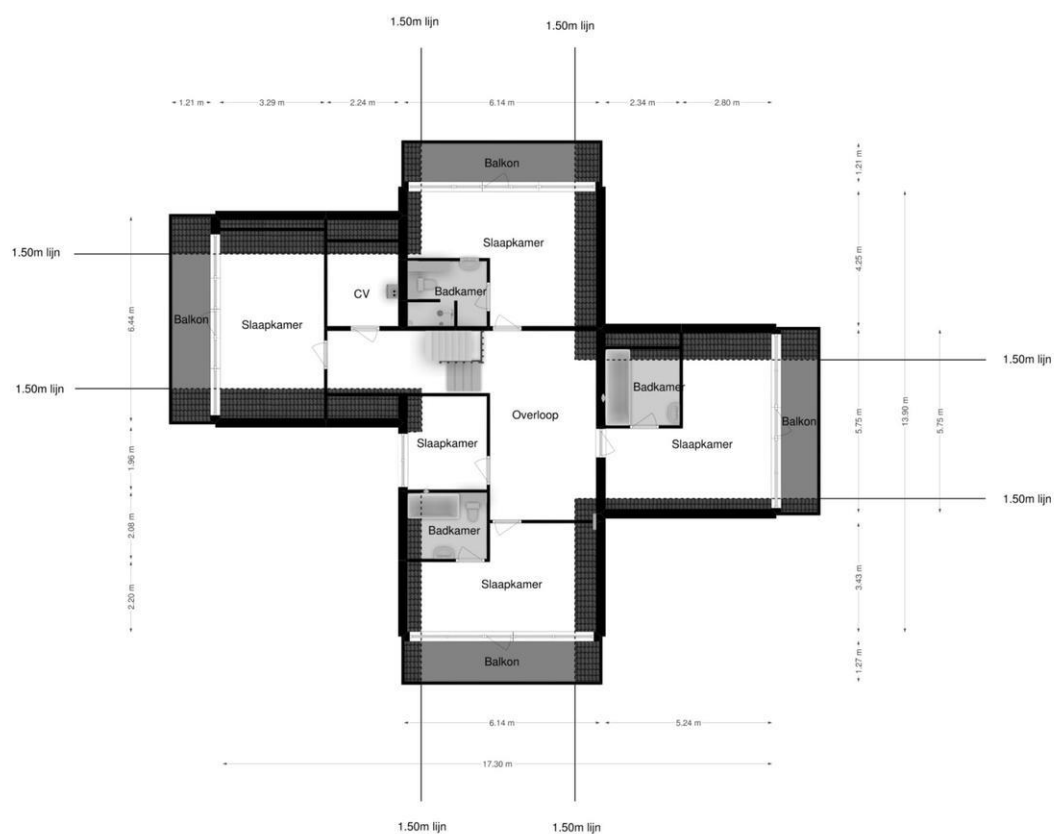 1.50m lijn
1.50m lijn
1.21 m
3.29 m
2.24 m
6.14 m
2.34 m
2.80 m
Balkon
1.21 m
1.50m lijn
Slaapkamer
4.25 m
CV
Badkamer
6.44 m
Balkon
Slaapkamer
1.50m lijn
1.50m lijn
Badkamer
Overloop
Slaapkamer
Slaapkamer
Balkon
5.75 m
13.90 m
5.75 m
1.96 m
1.50m lijn
2.08 m
Badkamer
Slaapkamer
3.43 m
2.20 m
Balkon
1.27 m
6.14 m
5.24 m
17.30 m
1.50m lijn
1.50m lijn